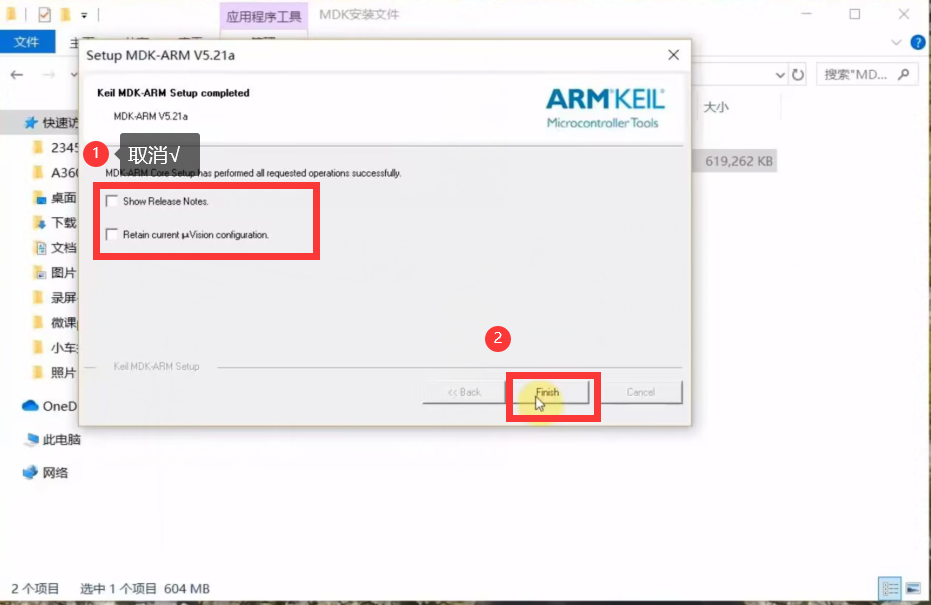 应用程序工具
MDK安装文件
文件
Setup MDK-ARM V5.21a
Keil MDK-ARM Setup completed
MDK-ARM V5.21a
ARM KEIL
Microcontroller Tools
搜索"MD...
大小
619,262 KB
快速访
2345
A360
桌面
下载
文档
图片
录屏
微课
小车
照片
OneD
此电脑
网络
1
取消√
MDK-ARM Core Setup has performed all requested operations successfully.
Show Release Notes.
Retain current µVision configuration.
2
Keil MDK-ARM Setup
<< Back
Finish
Cancel
2 个项目
选中 1 个项目 604 MB